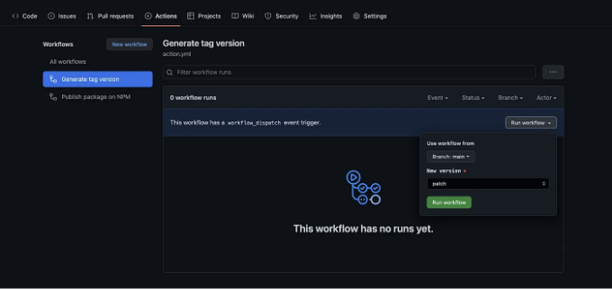 Code Issues Pull requests Actions Projects Wiki Security Insights Settings
Workflows New workflow
All workflows
Generate tag version
Publish package on NPM
Generate tag version
action.yml
Filter workflow runs
0 workflow runs Event Status Branch Actor
This workflow has a workflow_dispatch event trigger. Run workflow
Use workflow from
Branch: main
New version *
patch
Run workflow
This workflow has no runs yet.